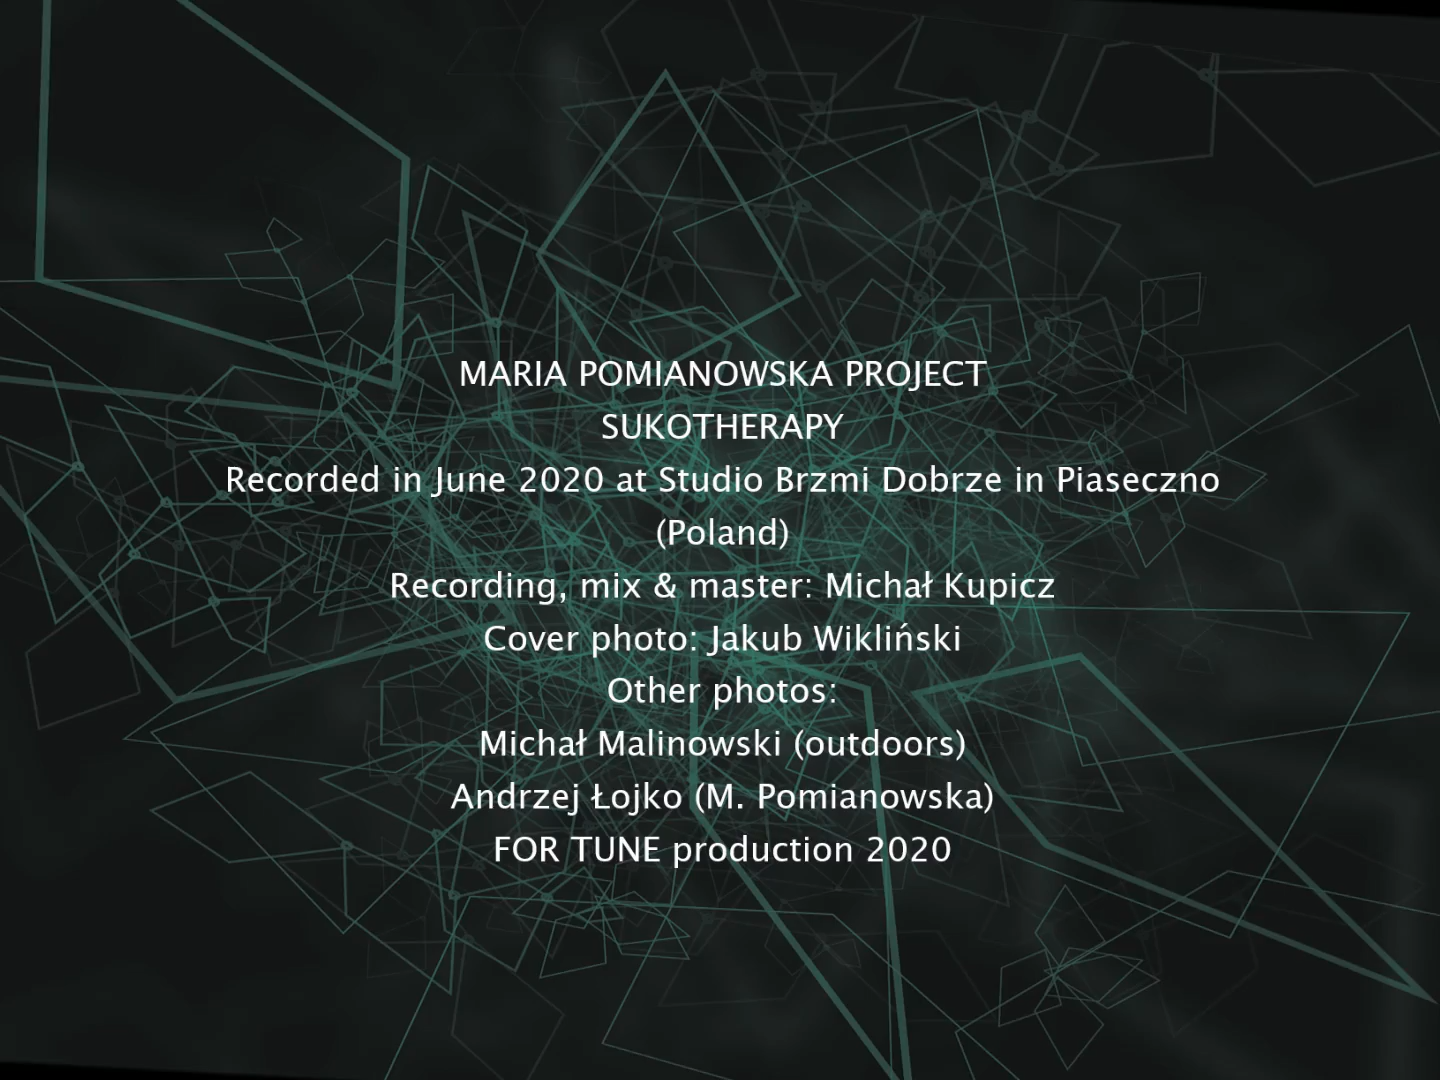 MARIA POMIANOWSKA PROJECT
SUKOTHERAPY
Recorded in June 2020 at Studio Brzmi Dobrze in Piaseczno
(Poland)
Recording, mix & master: Michał Kupicz
Cover photo: Jakub Wikliński
Other photos:
Michał Malinowski (outdoors)
Andrzej Łojko (M. Pomianowska)
FOR TUNE production 2020